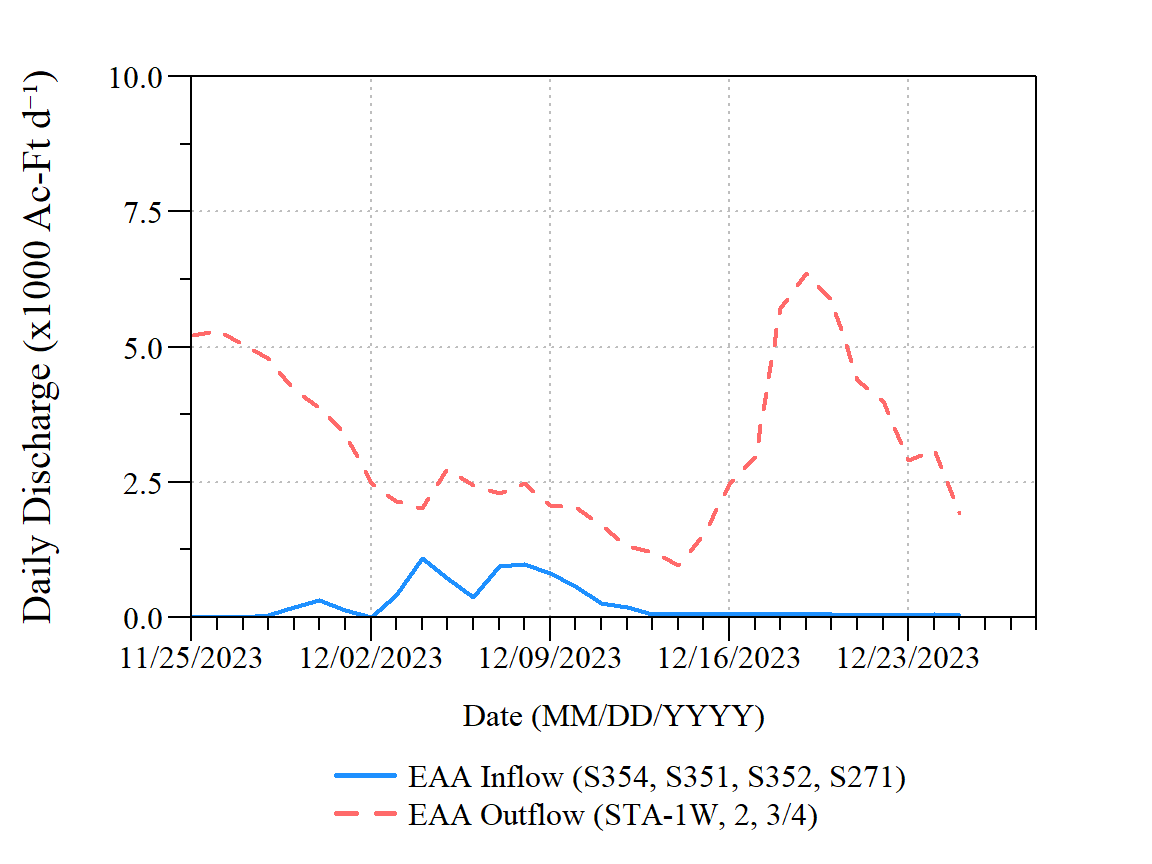 Daily Discharge (x1000 Ac-Ft d⁻¹)
10.0
7.5
5.0
2.5
0.0
11/25/2023 12/02/2023 12/09/2023 12/16/2023 12/23/2023
Date (MM/DD/YYYY)
EAA Inflow (S354, S351, S352, S271)
EAA Outflow (STA-1W, 2, 3/4)